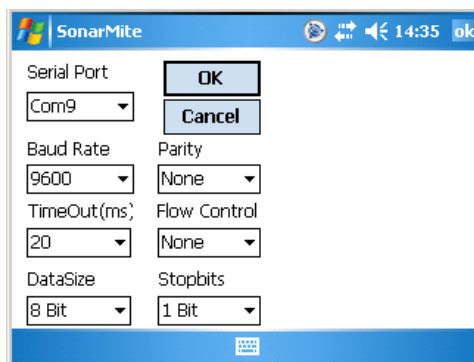 SonarMite 14:35 ok
Serial Port OK
Com9 Cancel
Baud Rate Parity
9600 None
TimeOut(ms) Flow Control
20 None
DataSize Stopbits
8 Bit 1 Bit